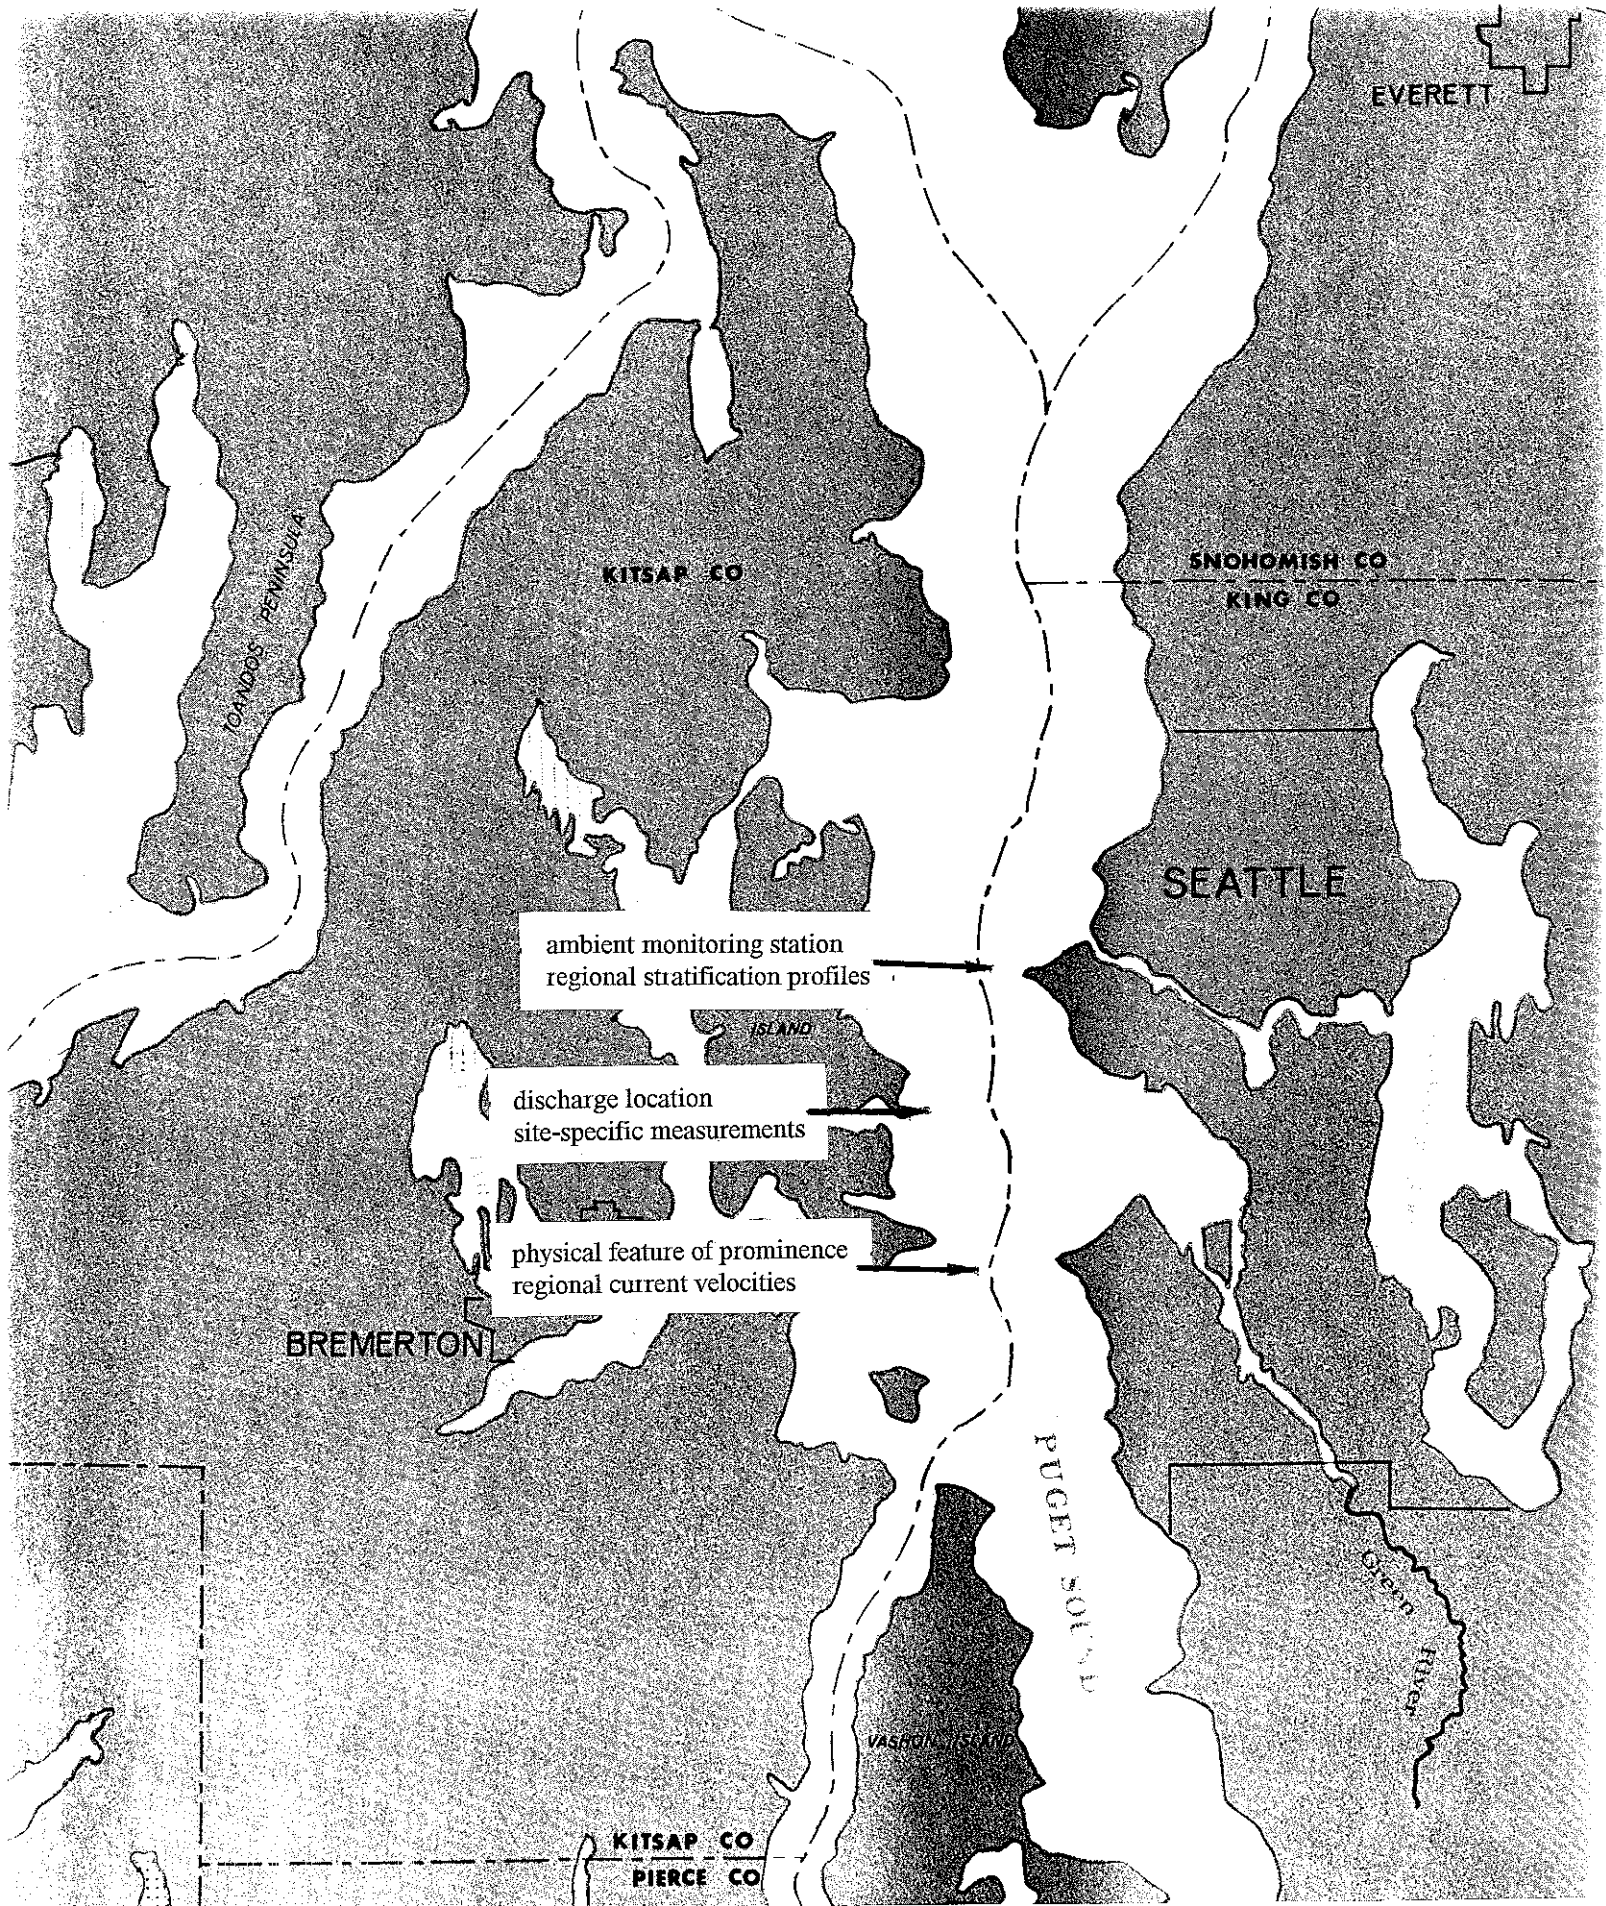 EVERETT
KITSAP CO
SNOHOMISH CO
KING CO
TOANDOS PENINSULA
SEATTLE
ambient monitoring station
regional stratification profiles
ISLAND
discharge location
site-specific measurements
physical feature of prominence
regional current velocities
BREMERTON
PUGET SOUND
Green River
VASHON ISLAND
KITSAP CO
PIERCE CO